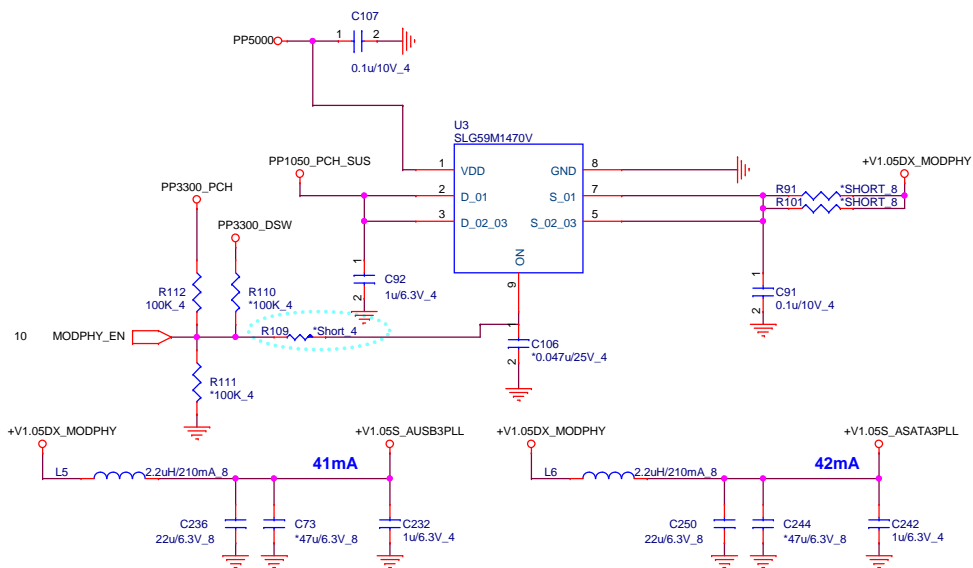 C107
PP5000
1
2
0.1u/10V_4
U3
SLG59M1470V
PP1050_PCH_SUS
+V1.05DX_MODPHY
1
VDD
GND
8
PP3300_PCH
2
D_01
S_01
7
R91
*SHORT_8
3
D_02_03
S_02_03
5
R101
*SHORT_8
PP3300_DSW
ON
9
1
C92
1u/6.3V_4
2
1
C91
0.1u/10V_4
2
R112
100K_4
R110
*100K_4
10
MODPHY_EN
R109
*Short_4
1
C106
*0.047u/25V_4
2
R111
*100K_4
+V1.05DX_MODPHY
+V1.05S_AUSB3PLL
+V1.05DX_MODPHY
+V1.05S_ASATA3PLL
L5
2.2uH/210mA_8
41mA
L6
2.2uH/210mA_8
42mA
C236
22u/6.3V_8
C73
*47u/6.3V_8
C232
1u/6.3V_4
C250
22u/6.3V_8
C244
*47u/6.3V_8
C242
1u/6.3V_4